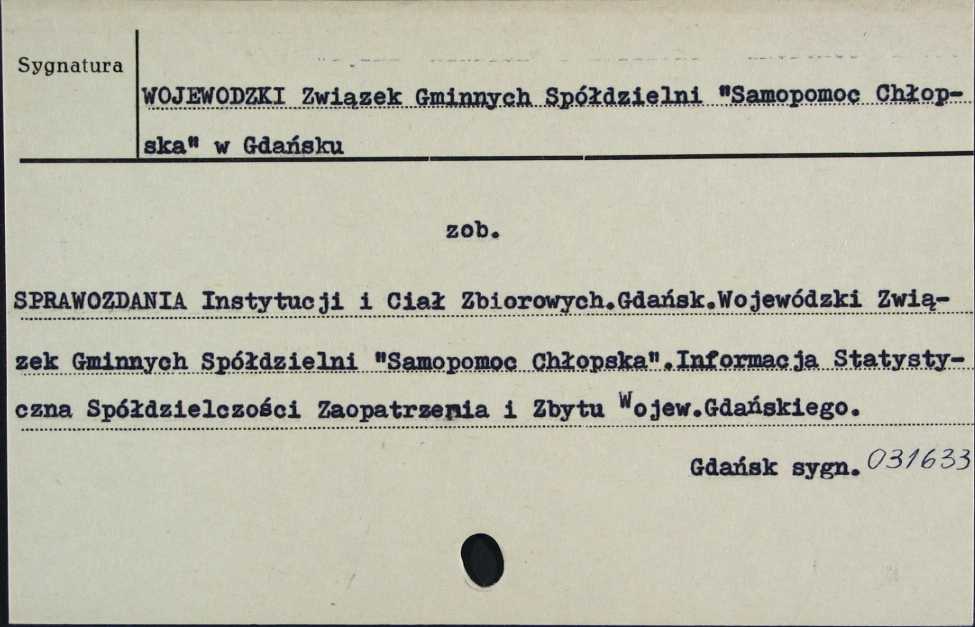 Sygnatura
WOJEWODZKI Związek Gminnych Spółdzielni "Samopomoc Chłop-
ska" w Gdańsku
zob.
SPRAWOZDANIA Instytucji i Ciał Zbiorowych.Gdańsk.Wojewódzki Zwią-
zek Gminnych Spółdzielni "Samopomoc Chłopska".Informacja Statysty-
czna Spółdzielczości Zaopatrzenia i Zbytu Wojew.Gdańskiego.
Gdańsk sygn. 031633